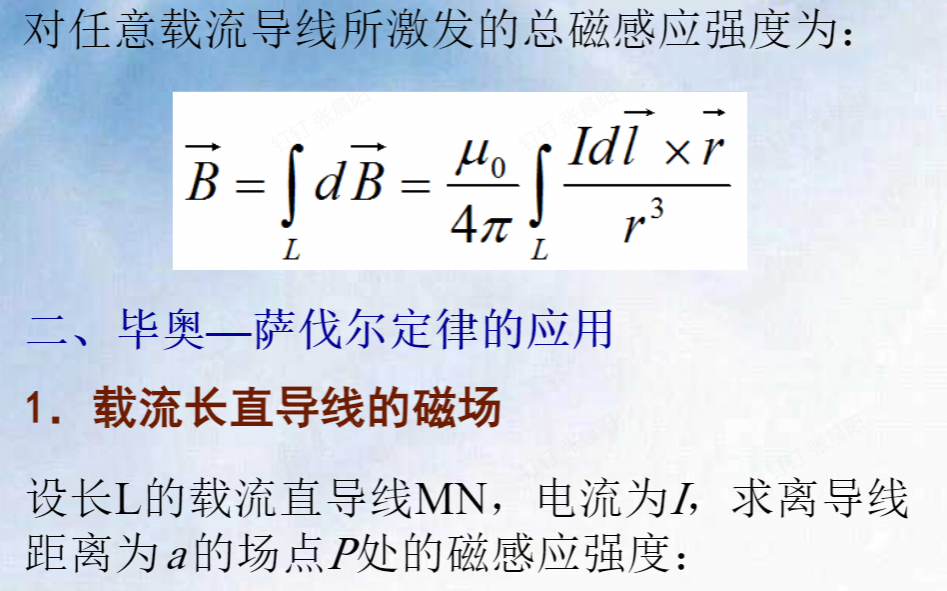 对任意载流导线所激发的总磁感应强度为：
$\vec{B} = \int_L d\vec{B} = \frac{\mu_0}{4\pi} \int_L \frac{Id\vec{l} \times \vec{r}}{r^3}$
二、毕奥—萨伐尔定律的应用
1．载流长直导线的磁场
设长L的载流直导线MN，电流为I，求离导线
距离为a的场点P处的磁感应强度：